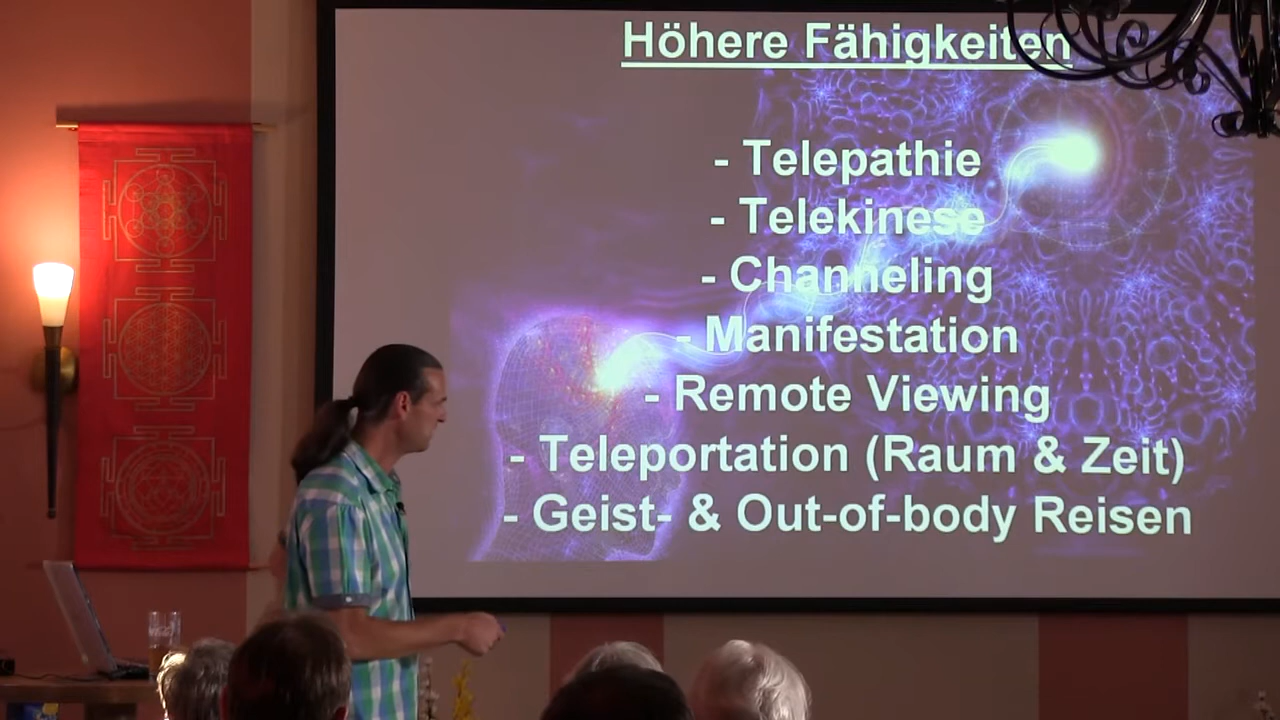 Höhere Fähigkeiten
- Telepathie
- Telekinese
- Channeling
- Manifestation
- Remote Viewing
- Teleportation (Raum & Zeit)
- Geist- & Out-of-body Reisen